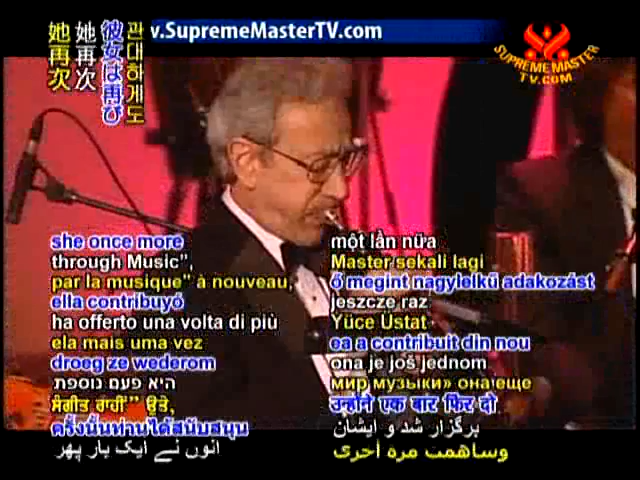 .SupremeMasterTV.com
SUPREME MASTER
TV.COM
관대하게도
彼女は再び
她再次
她再次
she once more
through Music",
par la musique" à nouveau,
ella contribuyó
ha offerto una volta di più
ela mais uma vez
droeg ze wederom
היא פעם נוספת
ਸੰਗੀਤ ਰਾਹੀਂ" ਉਤੇ,
ครั้งนั้นท่านได้สนับสนุน
انہوں نے ایک بار پھر
một lần nữa
Master sekali lagi
ő megint nagylelkű adakozást
jeszcze raz
Yüce Üstat
ea a contribuit din nou
ona je još jednom
мир музыки» она еще
उन्होंने एक बार फिर दो
برگزار شد و ایشان
وساهمت مرة أخرى